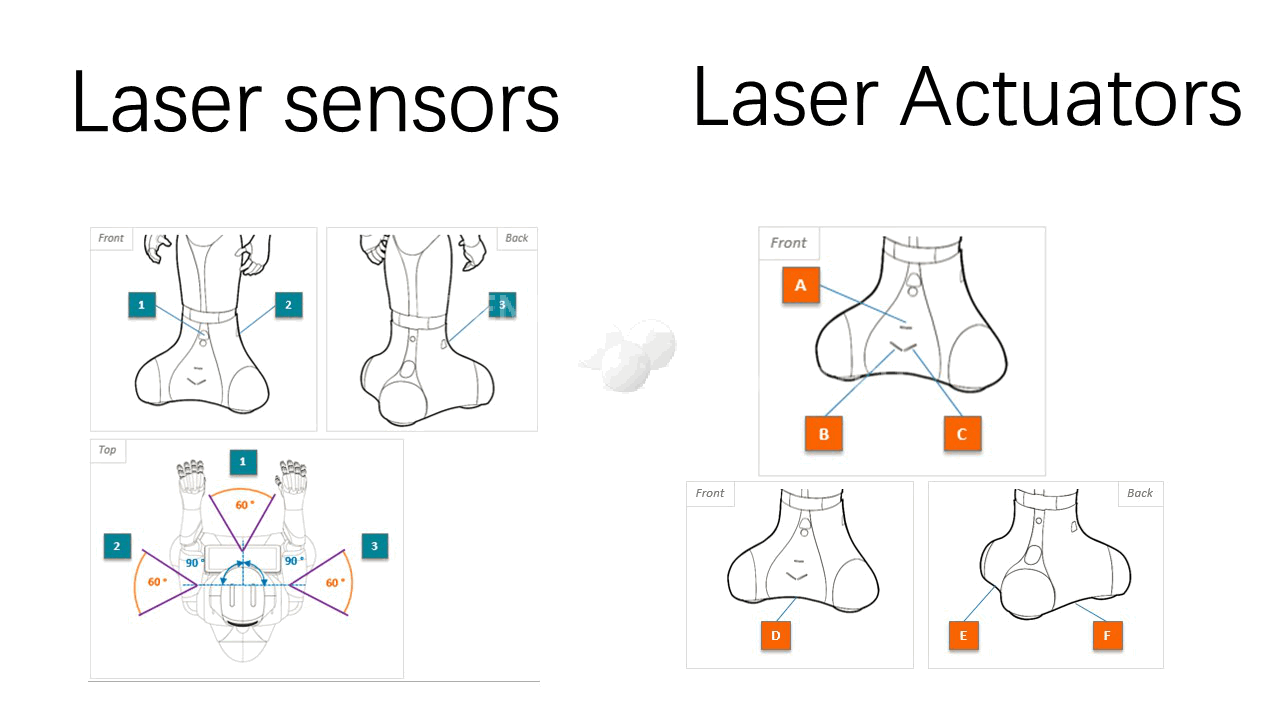 Laser sensors
Laser Actuators
Front
Back
1
2
3
Top
1
60 °
2
3
90 °
90 °
60 °
60 °
Front
A
B
C
Front
Back
D
E
F